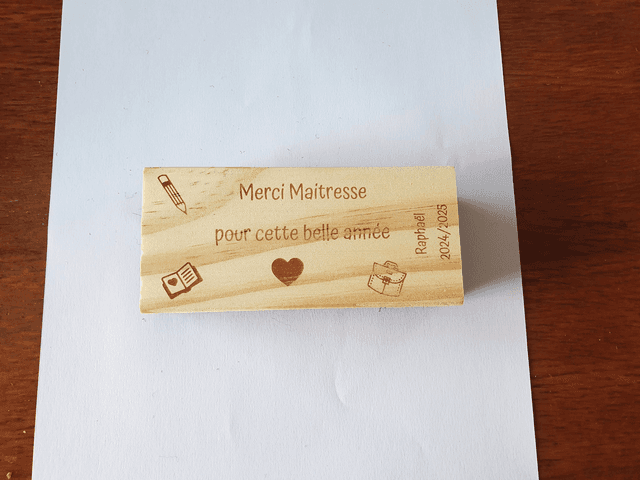 Merci Maitresse
pour cette belle année
Raphaël
2024/2025